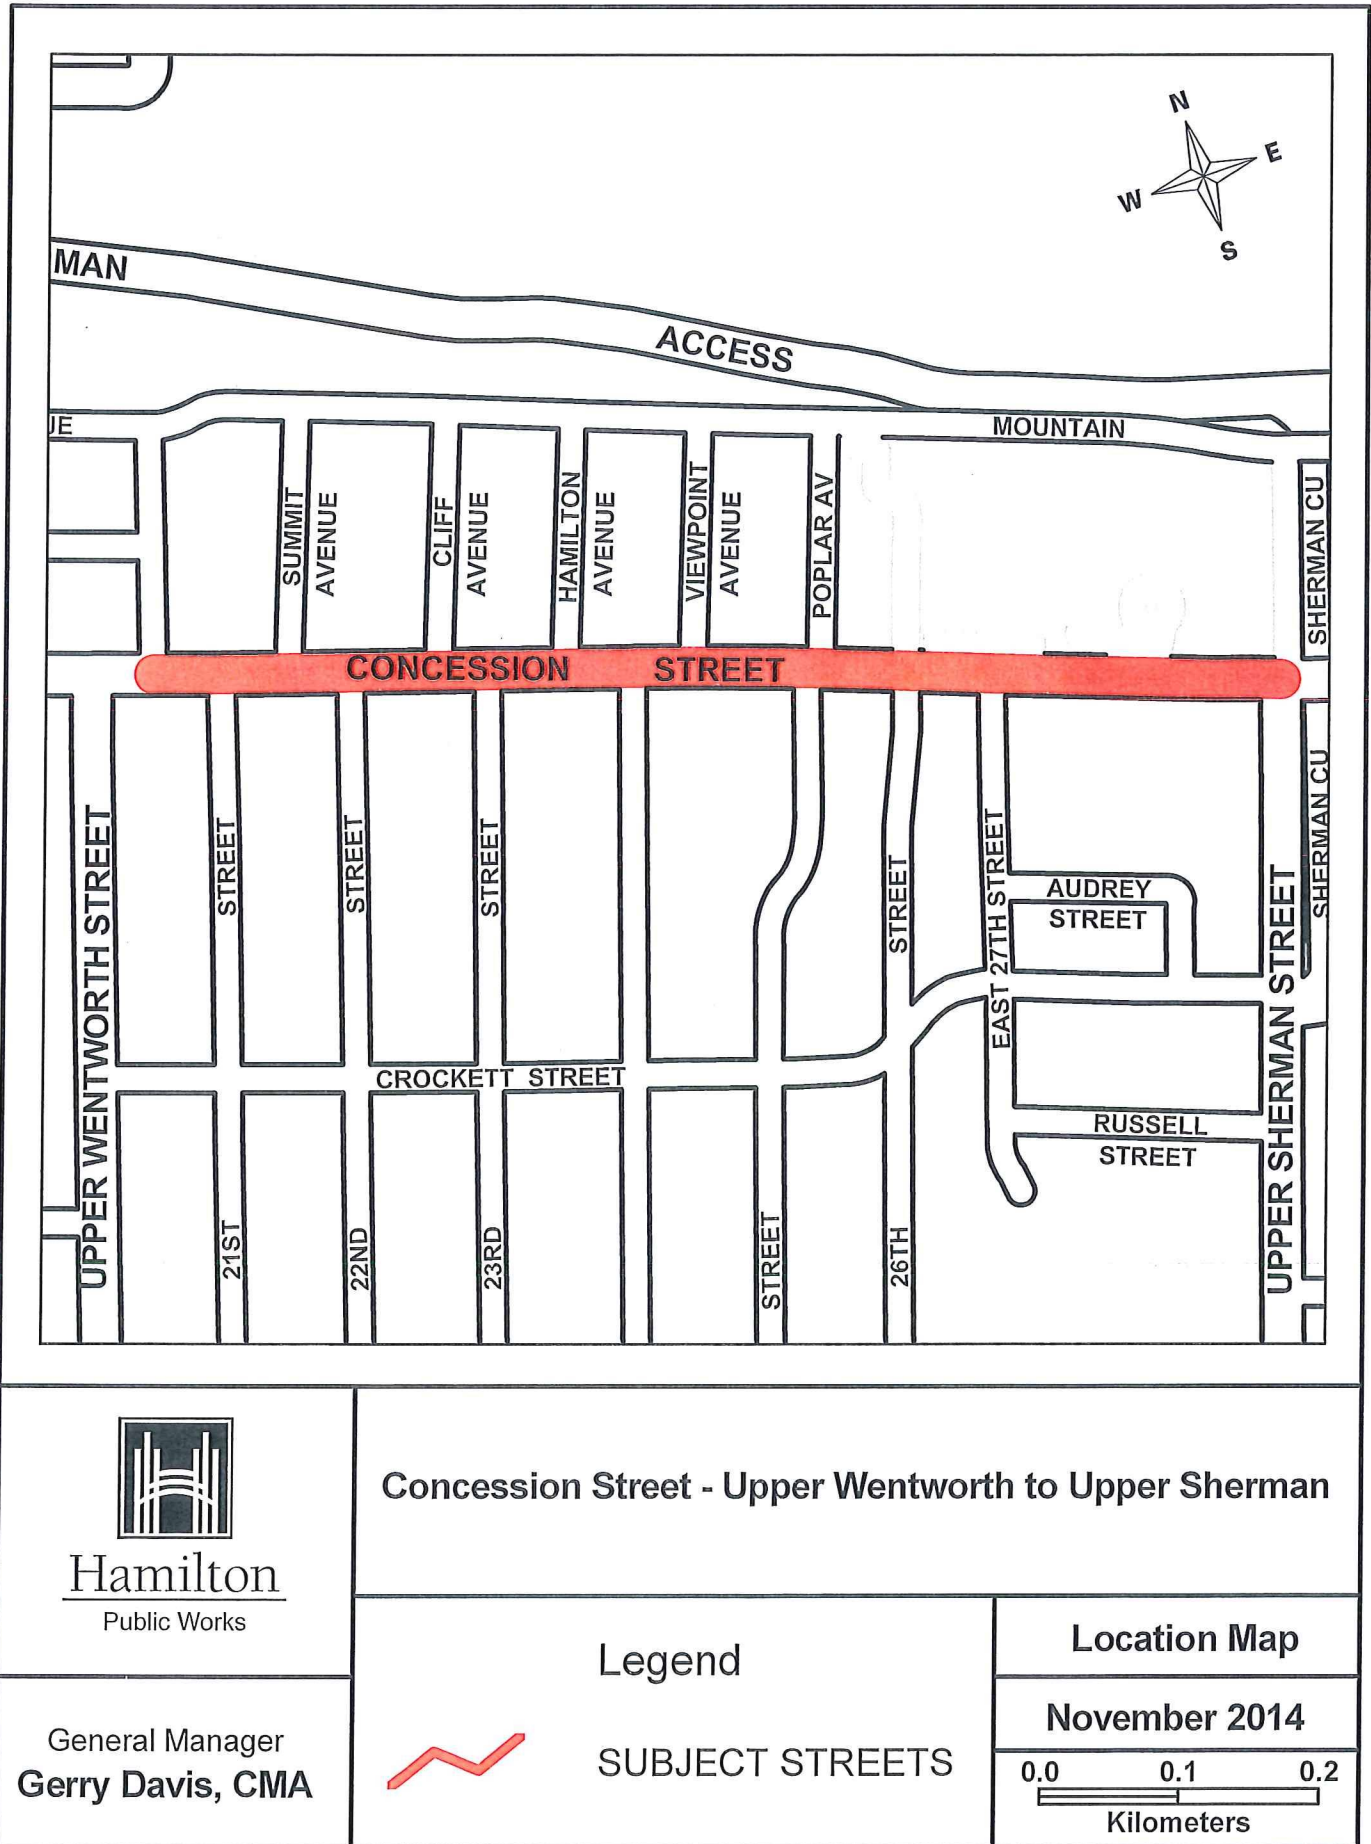 N
E
W
S
MAN
ACCESS
UE
MOUNTAIN
SUMMIT
AVENUE
CLIFF
AVENUE
HAMILTON
AVENUE
VIEWPOINT
AVENUE
POPLAR AV
SHERMAN CU
CONCESSION STREET
UPPER WENTWORTH STREET
STREET
STREET
STREET
STREET
EAST 27TH STREET
AUDREY
STREET
SHERMAN CU
UPPER SHERMAN STREET
CROCKETT STREET
RUSSELL
STREET
21ST
22ND
23RD
STREET
26TH
Hamilton
Public Works
General Manager
Gerry Davis, CMA
Concession Street - Upper Wentworth to Upper Sherman
Legend
SUBJECT STREETS
Location Map
November 2014
0.0 0.1 0.2
Kilometers